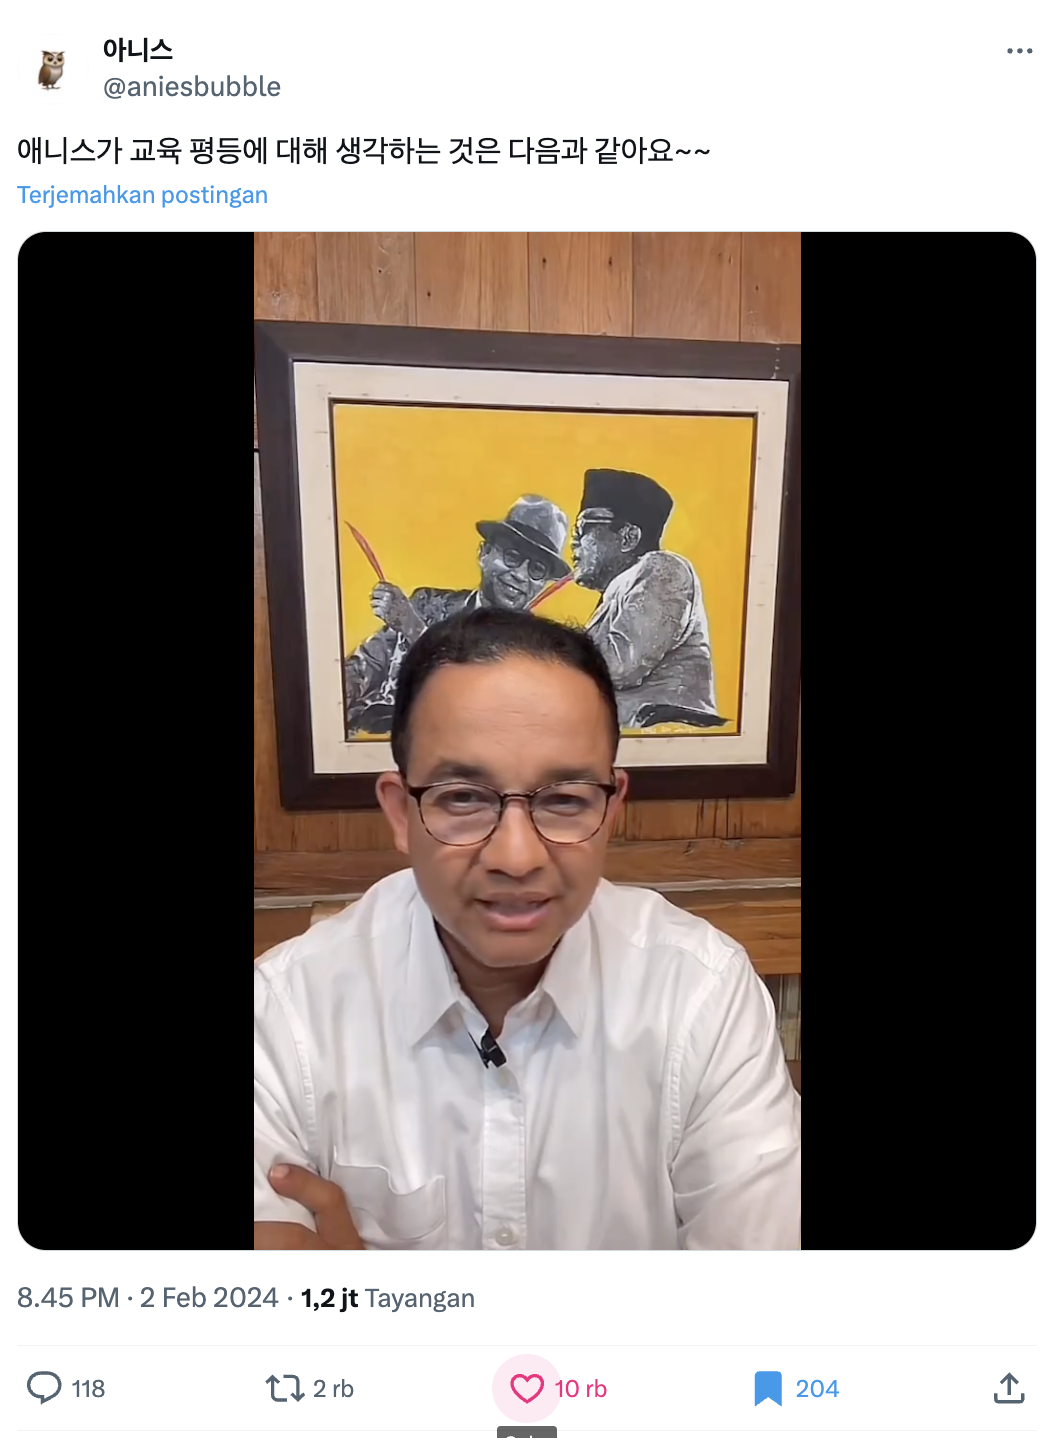 아니스
@aniesbubble
애니스가 교육 평등에 대해 생각하는 것은 다음과 같아요~~
Terjemahkan postingan
8.45 PM · 2 Feb 2024 · 1,2 jt Tayangan
118 2 rb 10 rb 204